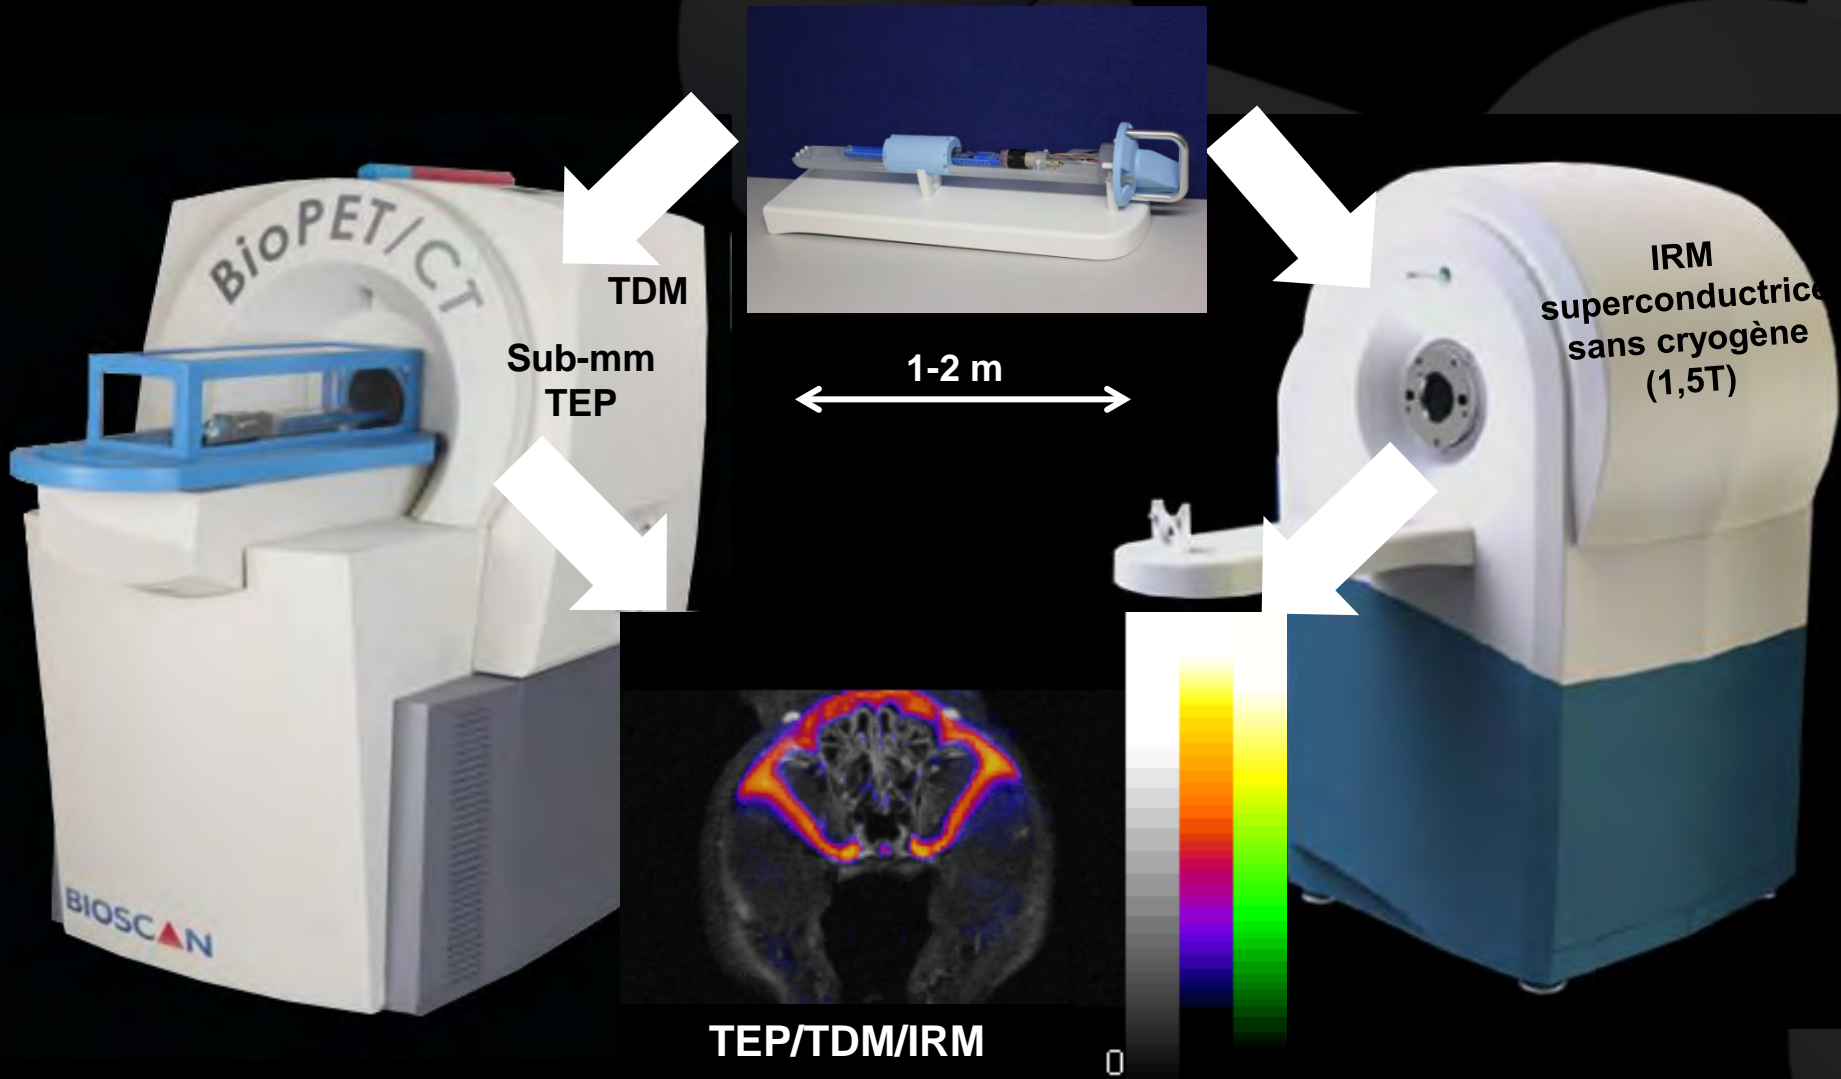 BioPET/CT
TDM
Sub-mm
TEP
1-2 m
IRM
superconductrice
sans cryogène
(1,5T)
BIOSCAN
TEP/TDM/IRM
0